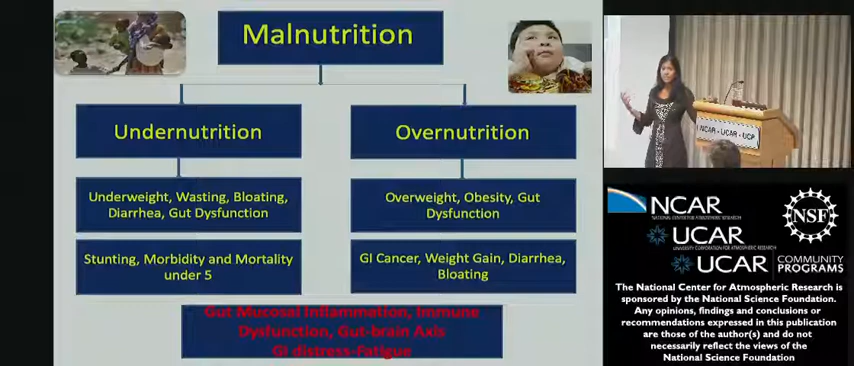 Malnutrition
Undernutrition
Overnutrition
Underweight, Wasting, Bloating,
Diarrhea, Gut Dysfunction
Overweight, Obesity, Gut
Dysfunction
Stunting, Morbidity and Mortality
under 5
GI Cancer, Weight Gain, Diarrhea,
Bloating
Gut Mucosal Inflammation, Immune
Dysfunction, Gut-brain Axis
GI distress-Fatigue
NCAR - UCAR - UCP
NCAR
NATIONAL CENTER FOR ATMOSPHERIC RESEARCH
NSF
UCAR
UNIVERSITY CORPORATION FOR ATMOSPHERIC RESEARCH
UCAR
COMMUNITY
PROGRAMS
The National Center for Atmospheric Research is
sponsored by the National Science Foundation.
Any opinions, findings and conclusions or
recommendations expressed in this publication
are those of the author(s) and do not
necessarily reflect the views of the
National Science Foundation